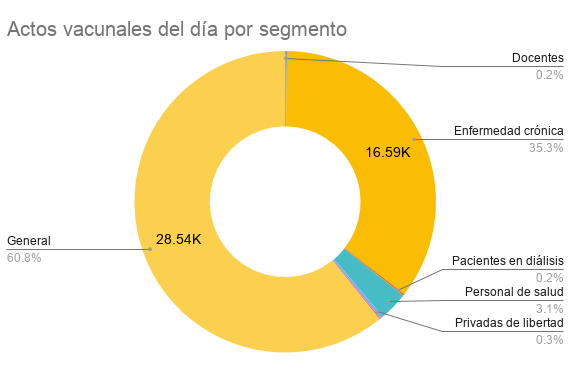 Actos vacunales del día por segmento
Docentes
0.2%
Enfermedad crónica
35.3%
16.59K
28.54K
General
60.8%
Pacientes en diálisis
0.2%
Personal de salud
3.1%
Privadas de libertad
0.3%